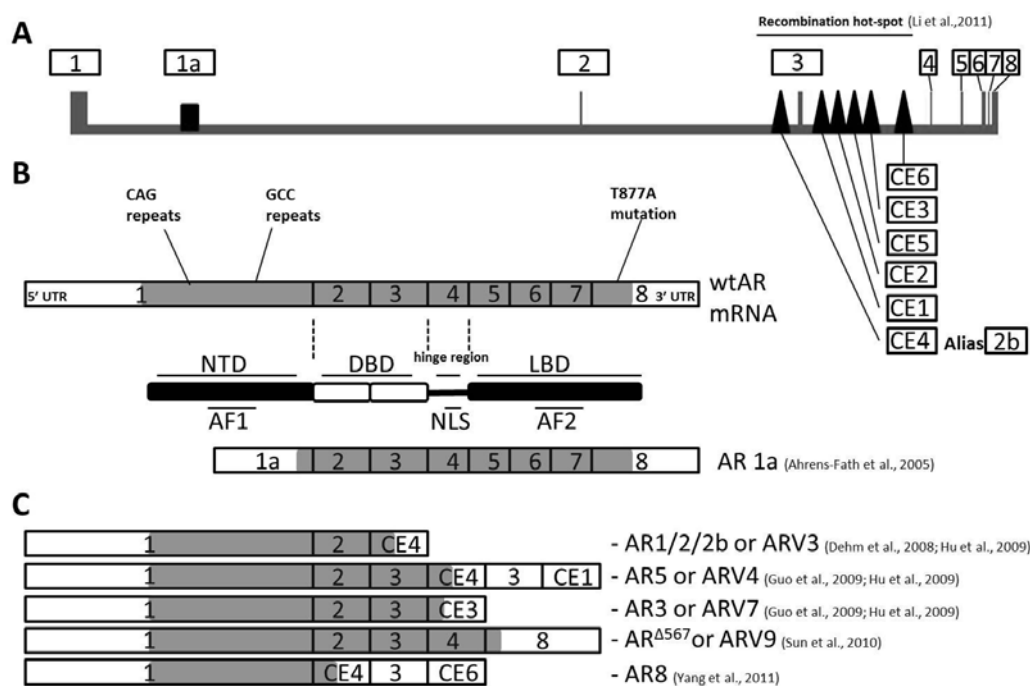 Recombination hot-spot (Li et al.,2011)
A
1 1a 2 3 4 5 6 7 8
CE6
CE3
CE5
CE2
CE1
CE4 Alias 2b
B
CAG repeats
GCC repeats
T877A mutation
5' UTR 1 2 3 4 5 6 7 8 3' UTR
wtAR
mRNA
hinge region
NTD DBD LBD
AF1 NLS AF2
1a 2 3 4 5 6 7 8 AR 1a (Ahrens-Fath et al., 2005)
C
1 2 CE4 - AR1/2/2b or ARV3 (Dehm et al., 2008; Hu et al., 2009)
1 2 3 CE4 3 CE1 - AR5 or ARV4 (Guo et al., 2009; Hu et al., 2009)
1 2 3 CE3 - AR3 or ARV7 (Guo et al., 2009; Hu et al., 2009)
1 2 3 4 8 - ARΔ567 or ARV9 (Sun et al., 2010)
1 CE4 3 CE6 - AR8 (Yang et al., 2011)